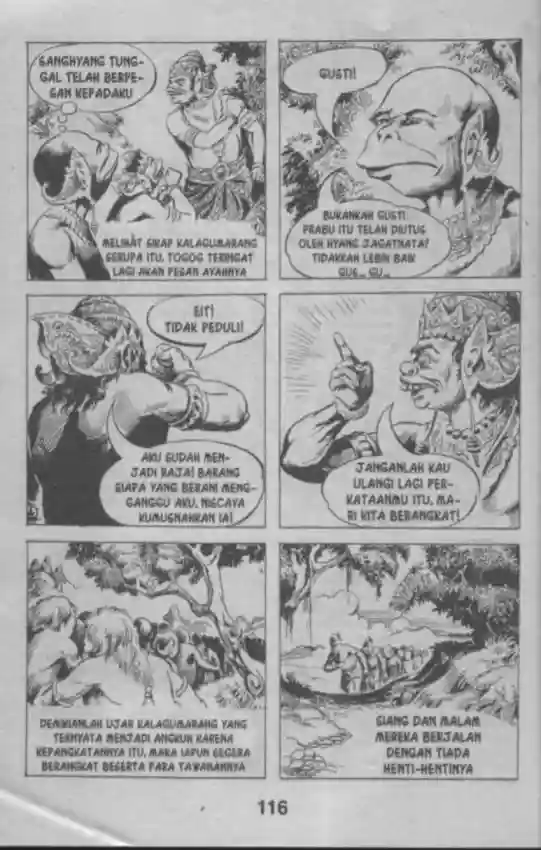 SANGHYANG TUNG-
GAL TELAH BERPE-
SAN KEPADAKU
MELIHAT SIKAP KALAGUMARANG
SERUPA ITU, TOGOG TERINGAT
LAGI AKAN PESAN AYAHNYA
GUSTI!
BUKANKAH GUSTI
PRABU ITU TELAH DIUTUS
OLEH HYANG JAGATNATA?
TIDAKKAH LEBIH BAIK
GUS... GU...
EIT!
TIDAK PEDULI!
AKU SUDAH MEN-
JADI RAJA! BARANG
SIAPA YANG BERANI MENG-
GANGGU AKU, NISCAYA
KUMUSNAHKAN IA!
JANGANLAH KAU
ULANGI LAGI PER-
KATAANMU ITU, MA-
RI KITA BERANGKAT!
DEMIKIANLAH UJAR KALAGUMARANG YANG
TERNYATA MENJADI ANGKUH KARENA
KEPANGKATANNYA ITU, MAKA IAPUN SEGERA
BERANGKAT BESERTA PARA TAWANANNYA
SIANG DAN MALAM
MEREKA BERJALAN
DENGAN TIADA
HENTI-HENTINYA
116